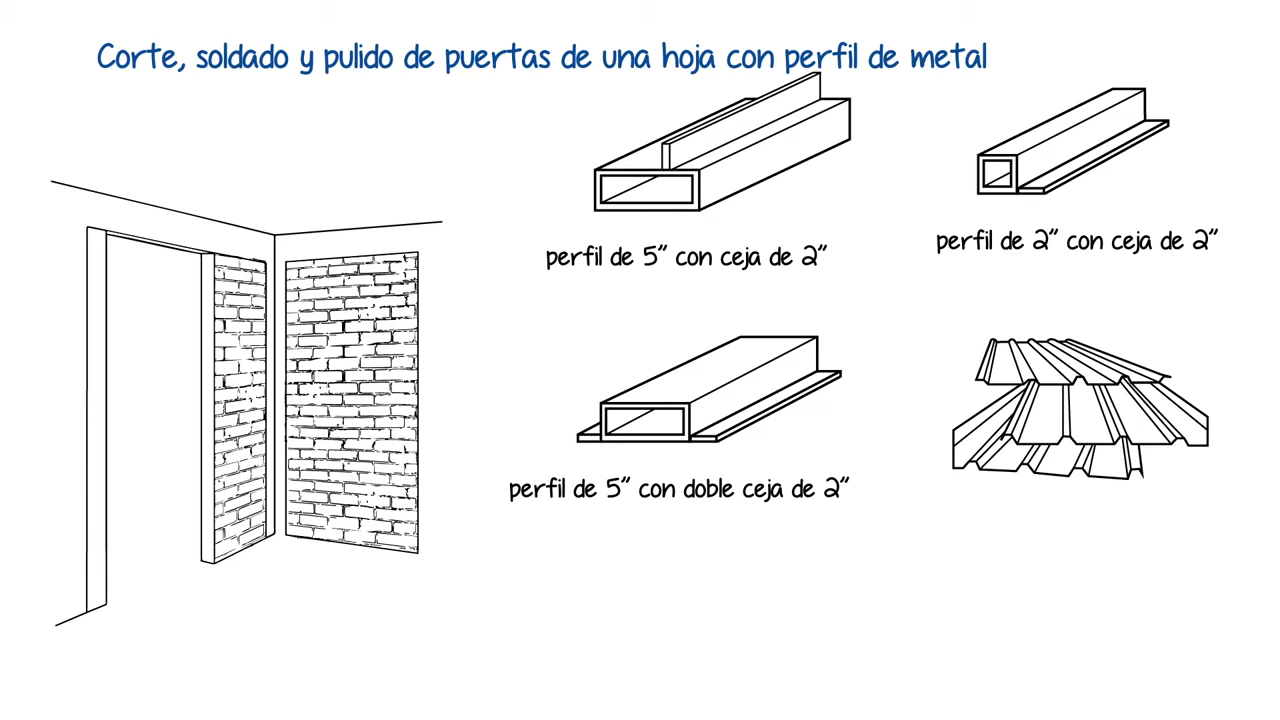 Corte, soldado y pulido de puertas de una hoja con perfil de metal
perfil de 5” con ceja de 2”
perfil de 2” con ceja de 2”
perfil de 5” con doble ceja de 2”